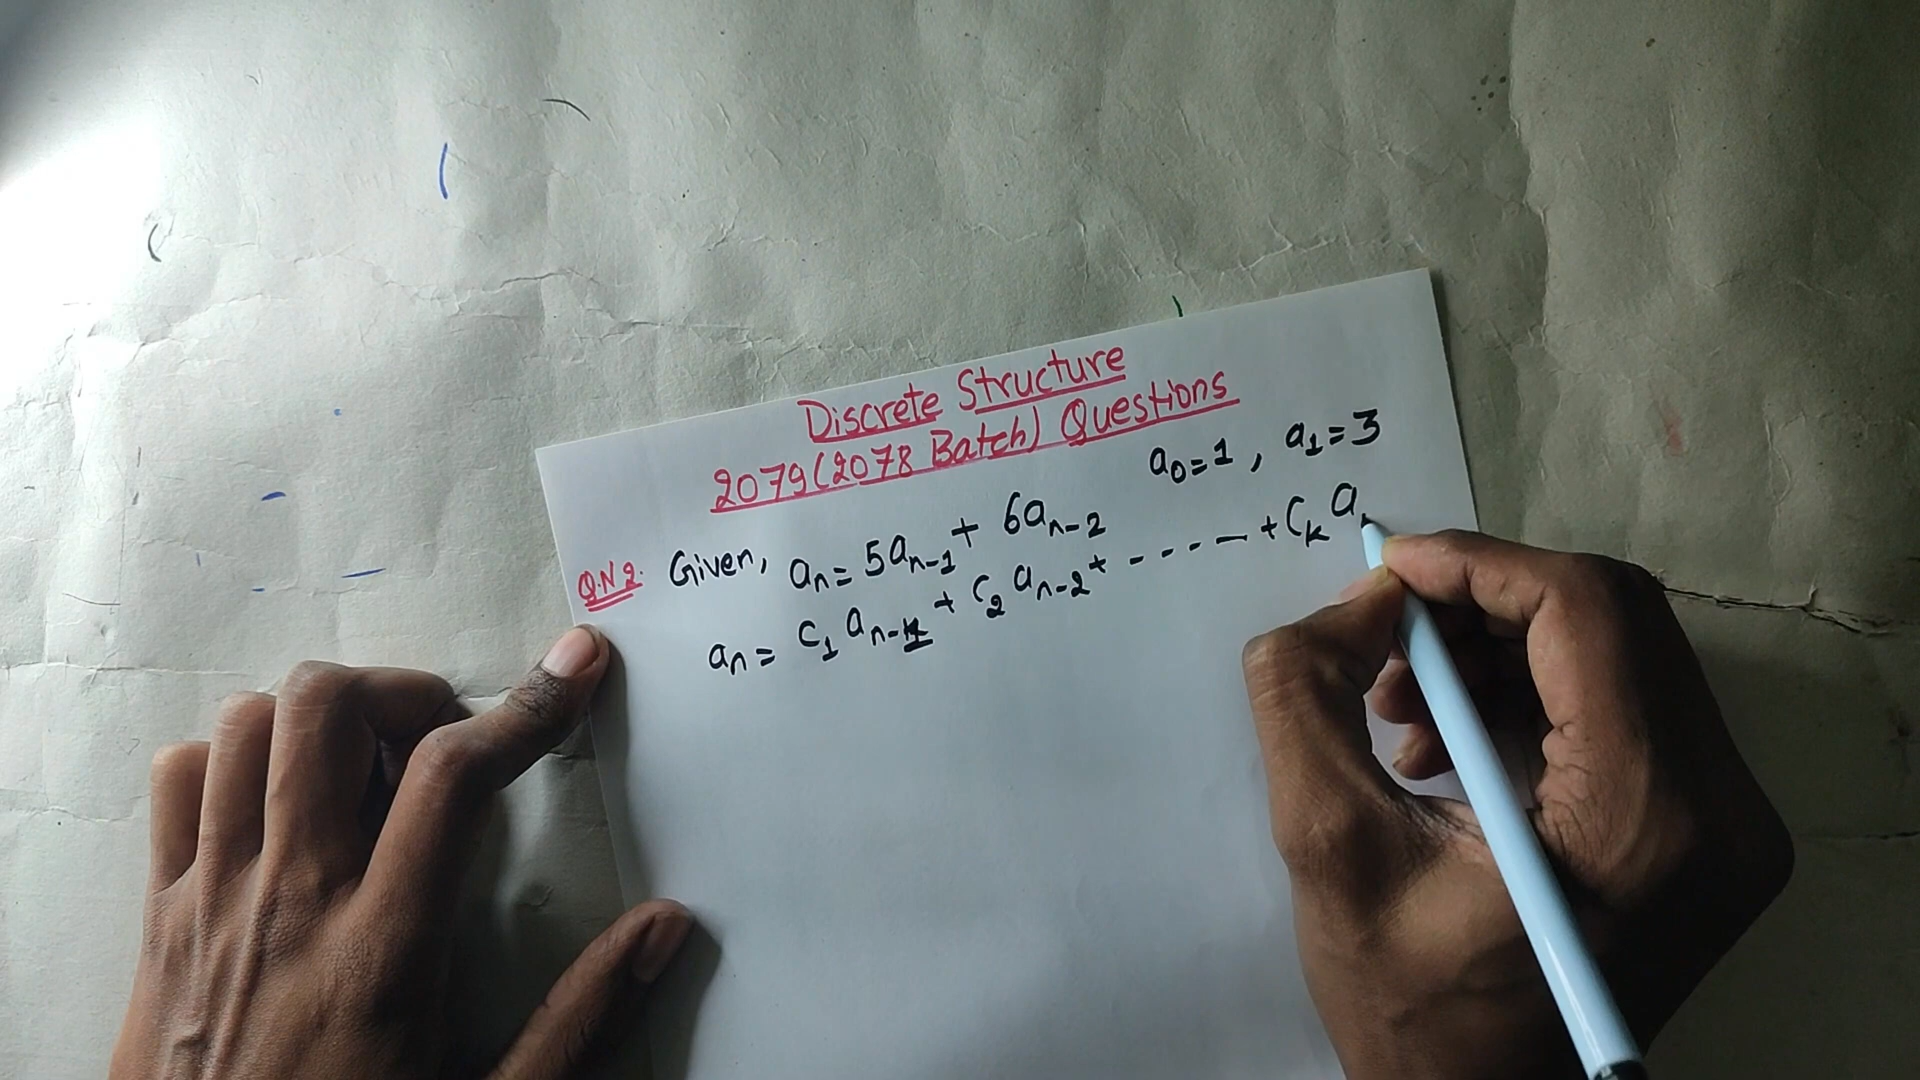 Discrete Structure
2079(2078 Batch) Questions
a₀=1, a₁=3
Q.N 2. Given, aₙ= 5aₙ₋₁ + 6aₙ₋₂
aₙ= C₁ aₙ₋₁ + C₂ aₙ₋₂ + ----- + Cₖ a